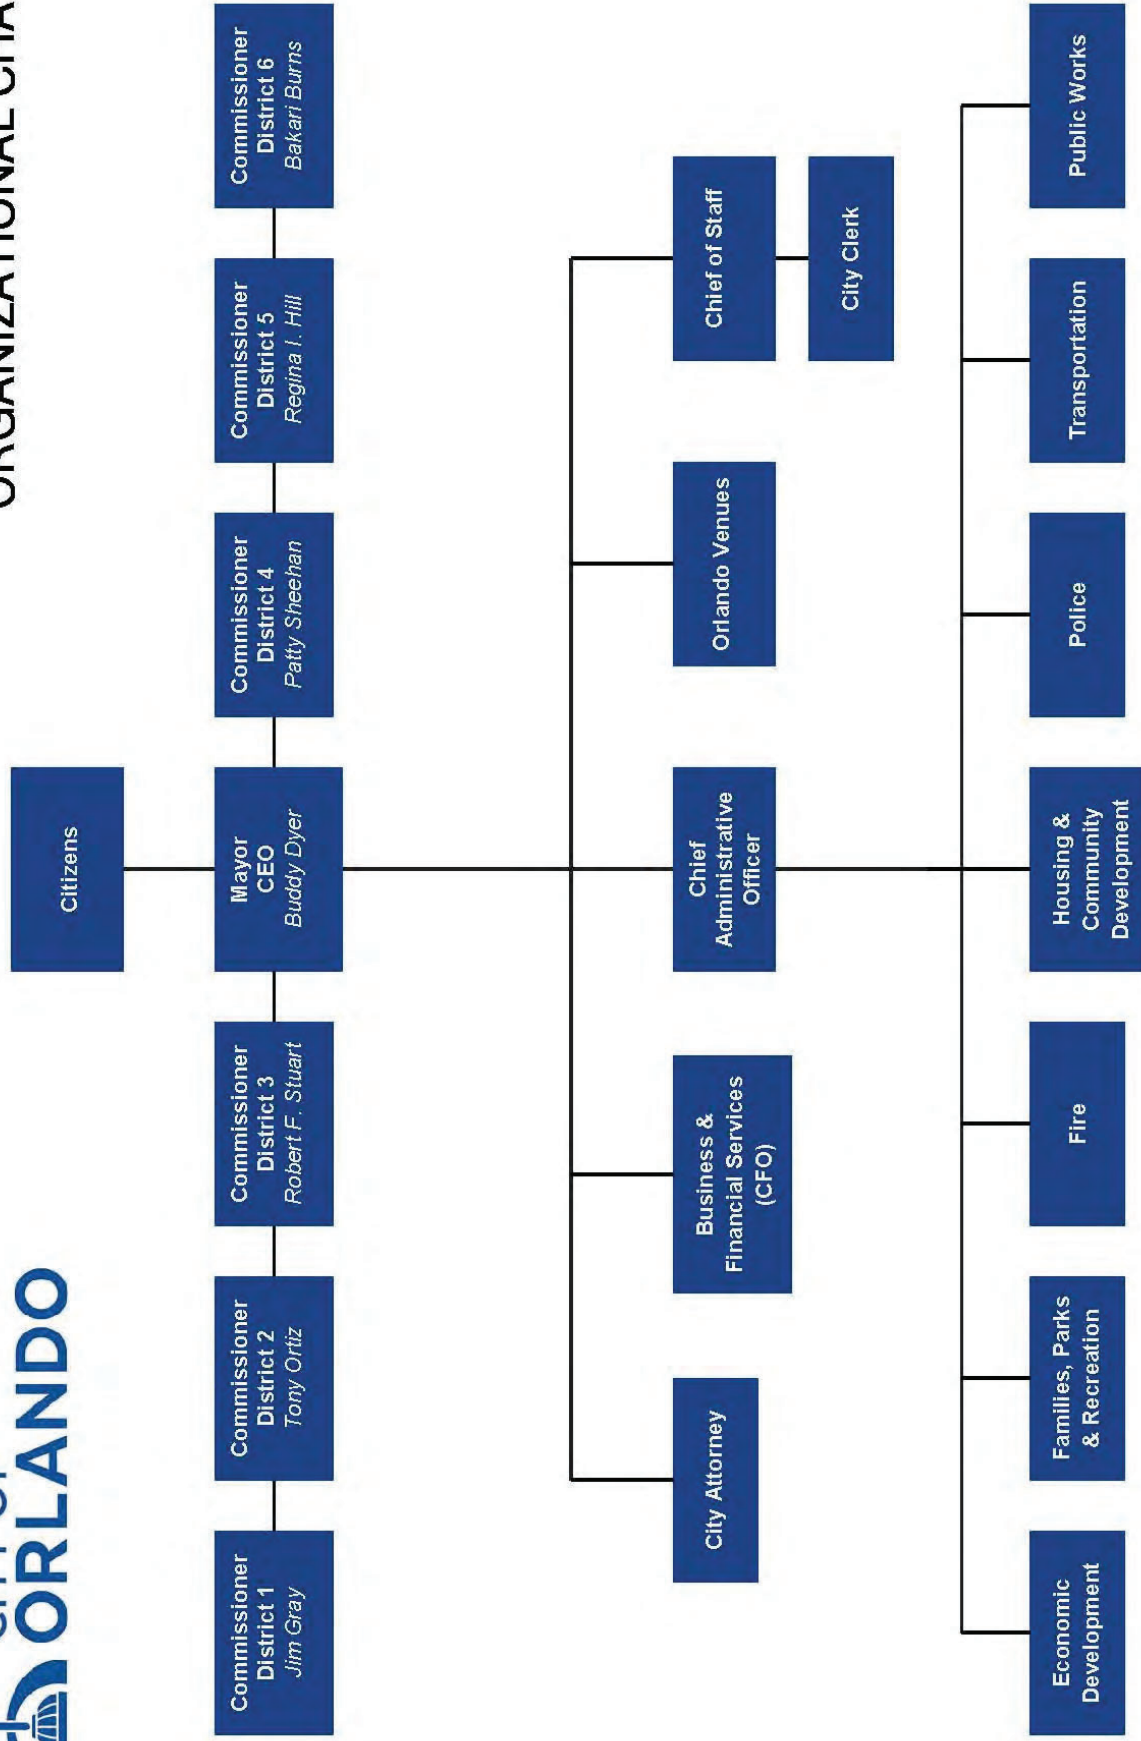 ORLANDO
Citizens
Commissioner
District 1
Jim Gray
Commissioner
District 2
Tony Ortiz
Commissioner
District 3
Robert F. Stuart
Mayor
CEO
Buddy Dyer
Commissioner
District 4
Patty Sheehan
Commissioner
District 5
Regina I. Hill
Commissioner
District 6
Bakari Burns
City Attorney
Business &
Financial Services
(CFO)
Chief
Administrative
Officer
Orlando Venues
Chief of Staff
City Clerk
Economic
Development
Families, Parks
& Recreation
Fire
Housing &
Community
Development
Police
Transportation
Public Works